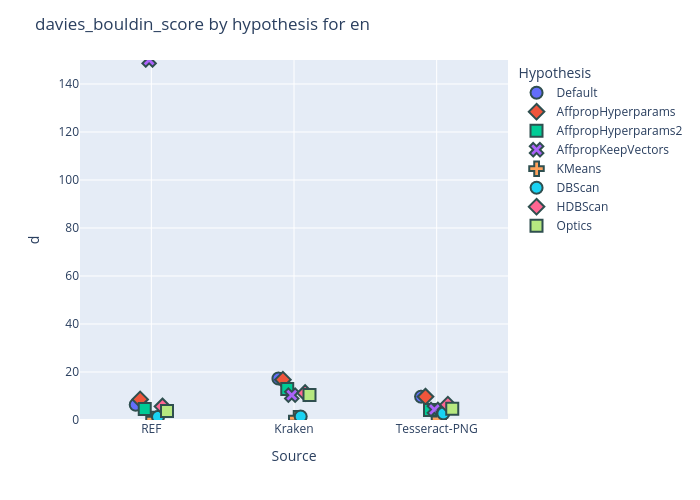 davies_bouldin_score by hypothesis for en
Hypothesis
Default
AffpropHyperparams
AffpropHyperparams2
AffpropKeepVectors
KMeans
DBScan
HDBScan
Optics
d
140
120
100
80
60
40
20
0
REF
Kraken
Tesseract-PNG
Source